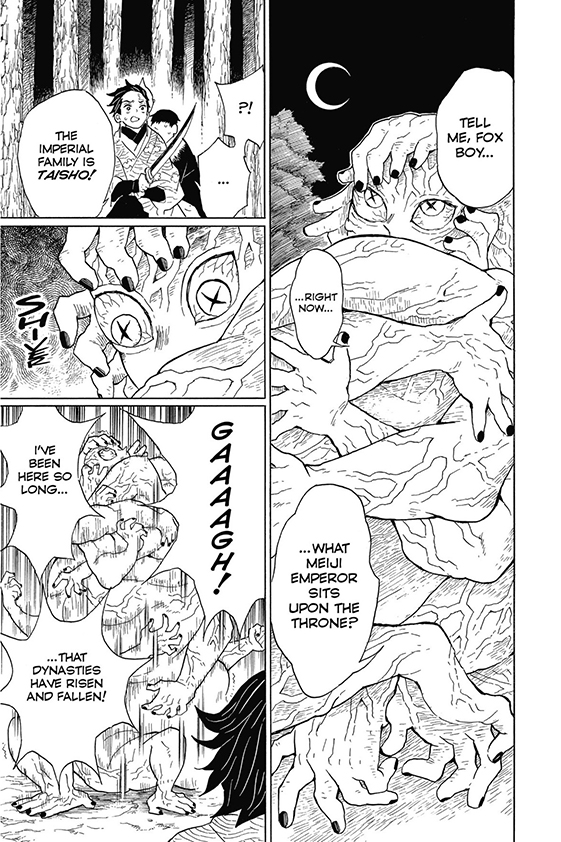 TELL
ME, FOX
BOY...
...RIGHT
NOW...
...WHAT
MEIJI
EMPEROR
SITS
UPON THE
THRONE?
?!
...
THE
IMPERIAL
FAMILY IS
TAISHO!
GAAAAGH!
I'VE
BEEN
HERE SO
LONG...
...THAT
DYNASTIES
HAVE RISEN
AND FALLEN!